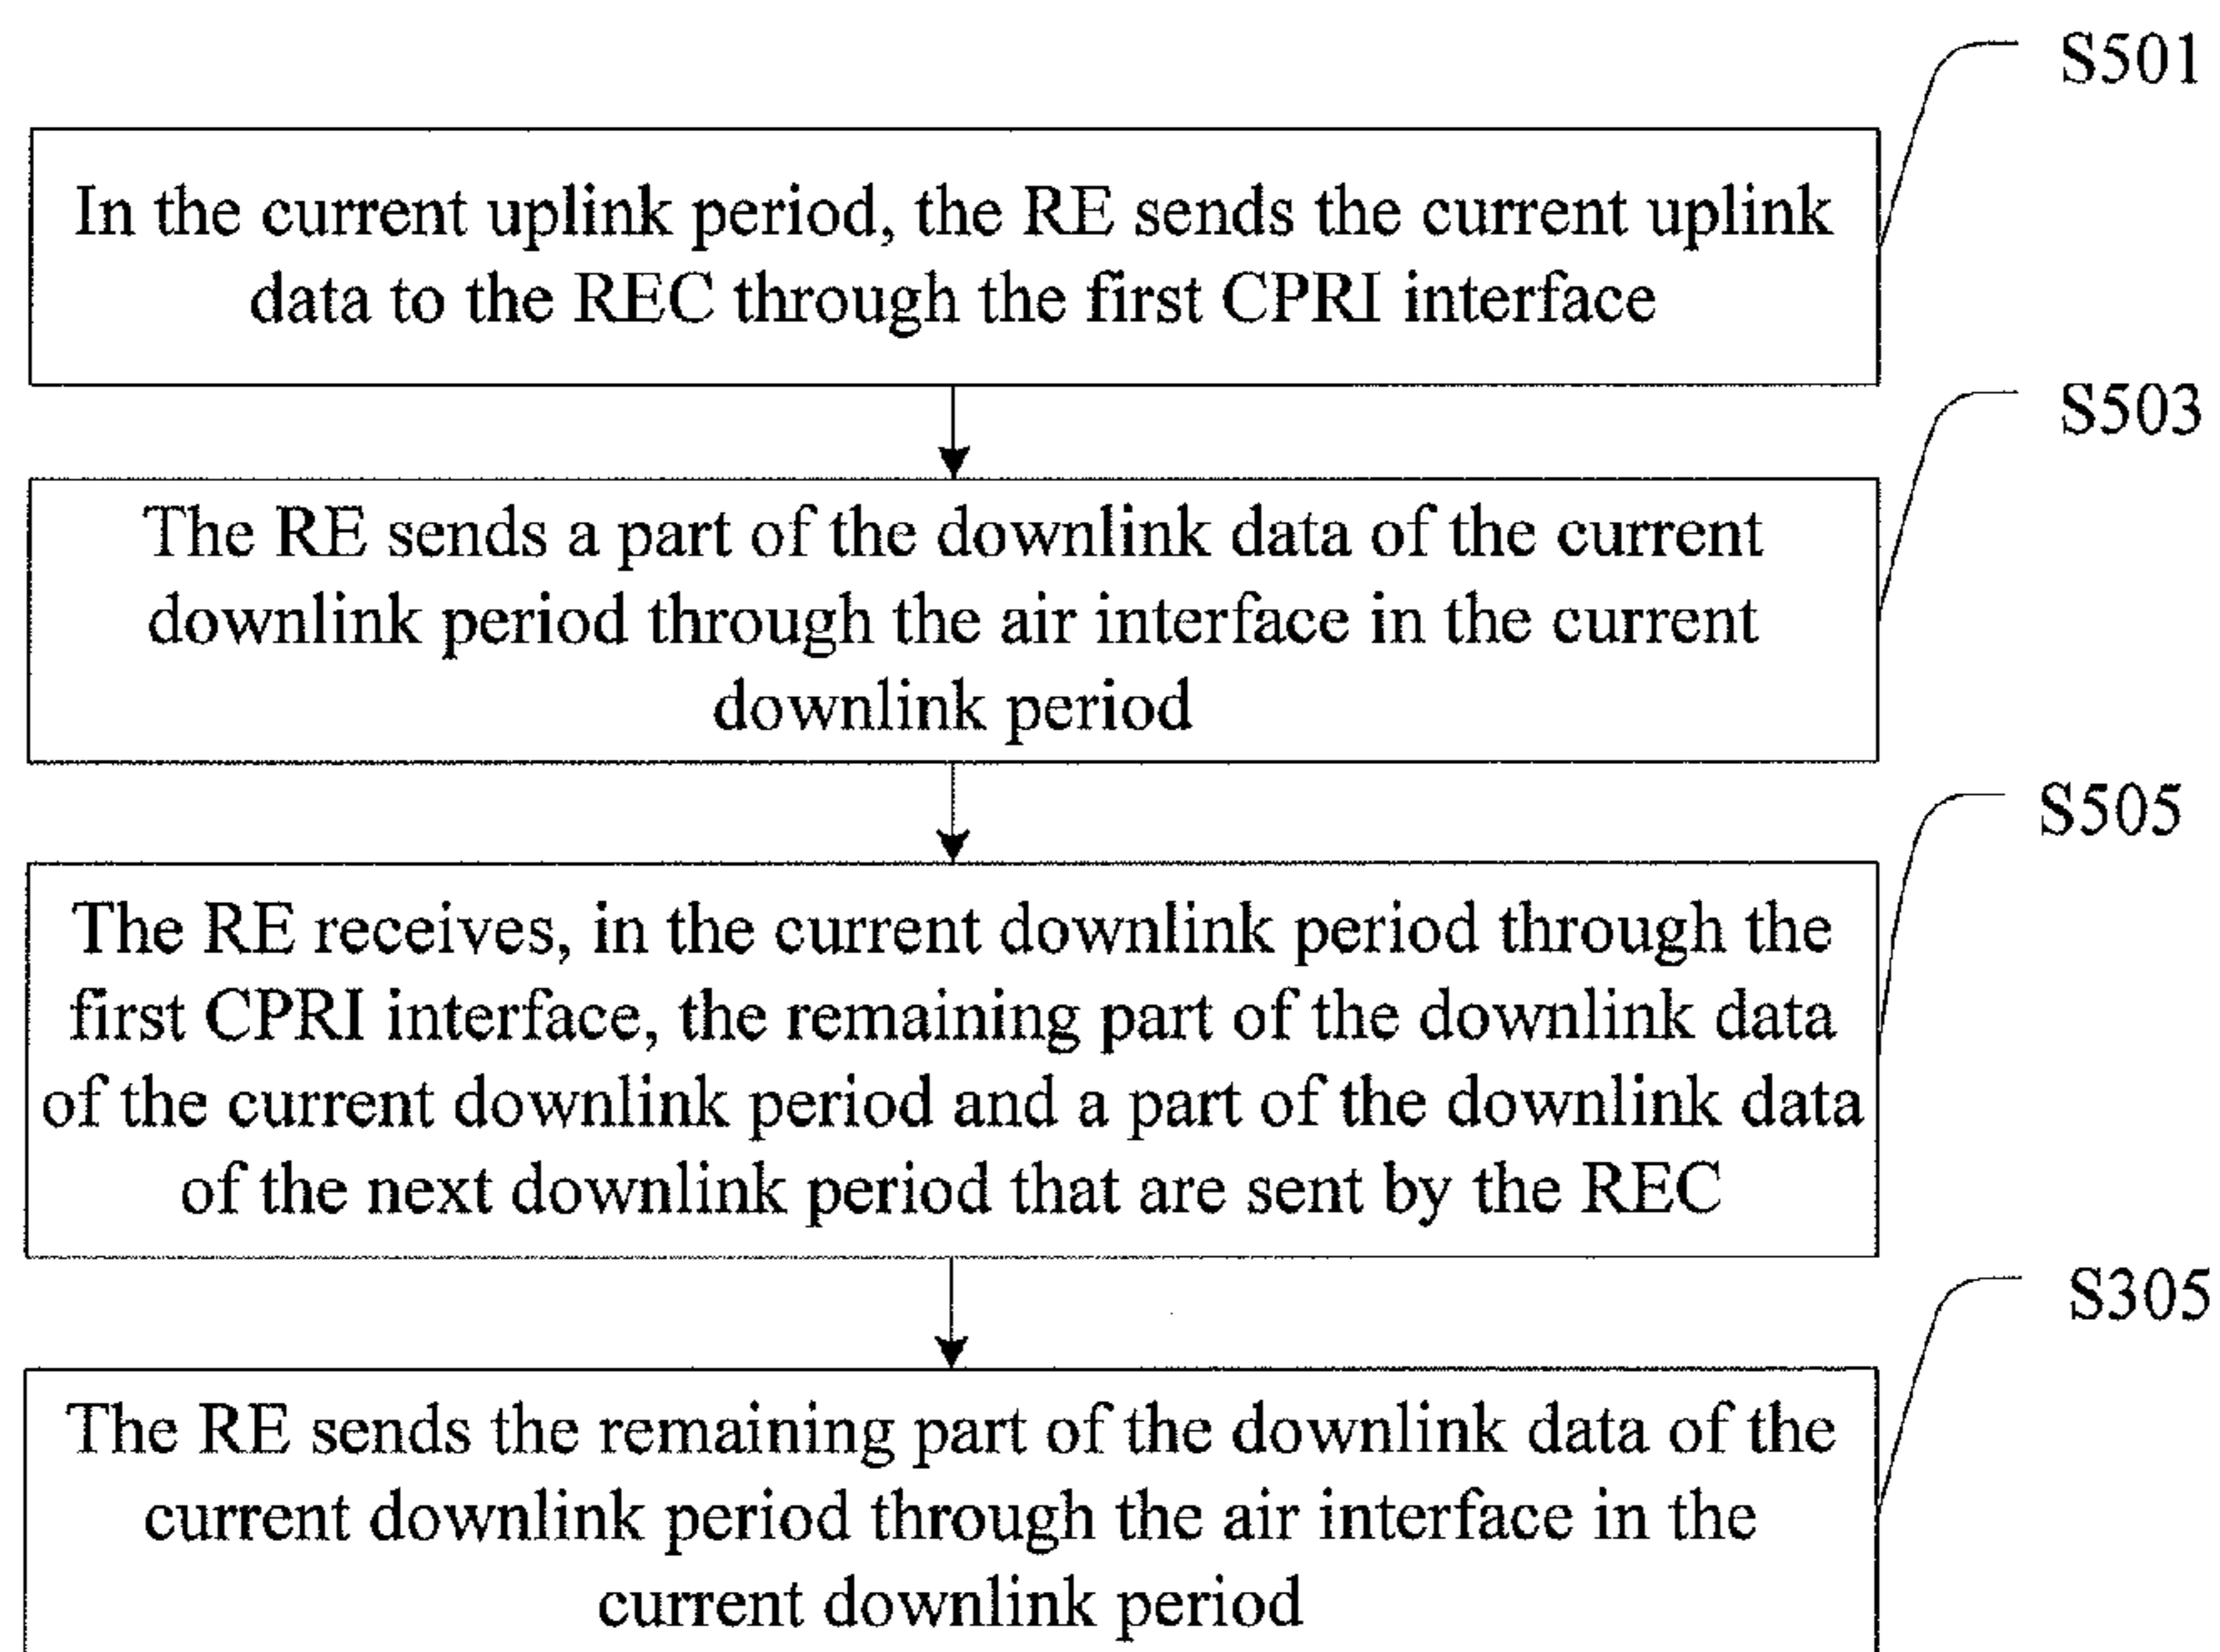 S501
In the current uplink period, the RE sends the current uplink
data to the REC through the first CPRI interface
S503
The RE sends a part of the downlink data of the current
downlink period through the air interface in the current
downlink period
S505
The RE receives, in the current downlink period through the
first CPRI interface, the remaining part of the downlink data
of the current downlink period and a part of the downlink data
of the next downlink period that are sent by the REC
S305
The RE sends the remaining part of the downlink data of the
current downlink period through the air interface in the
current downlink period